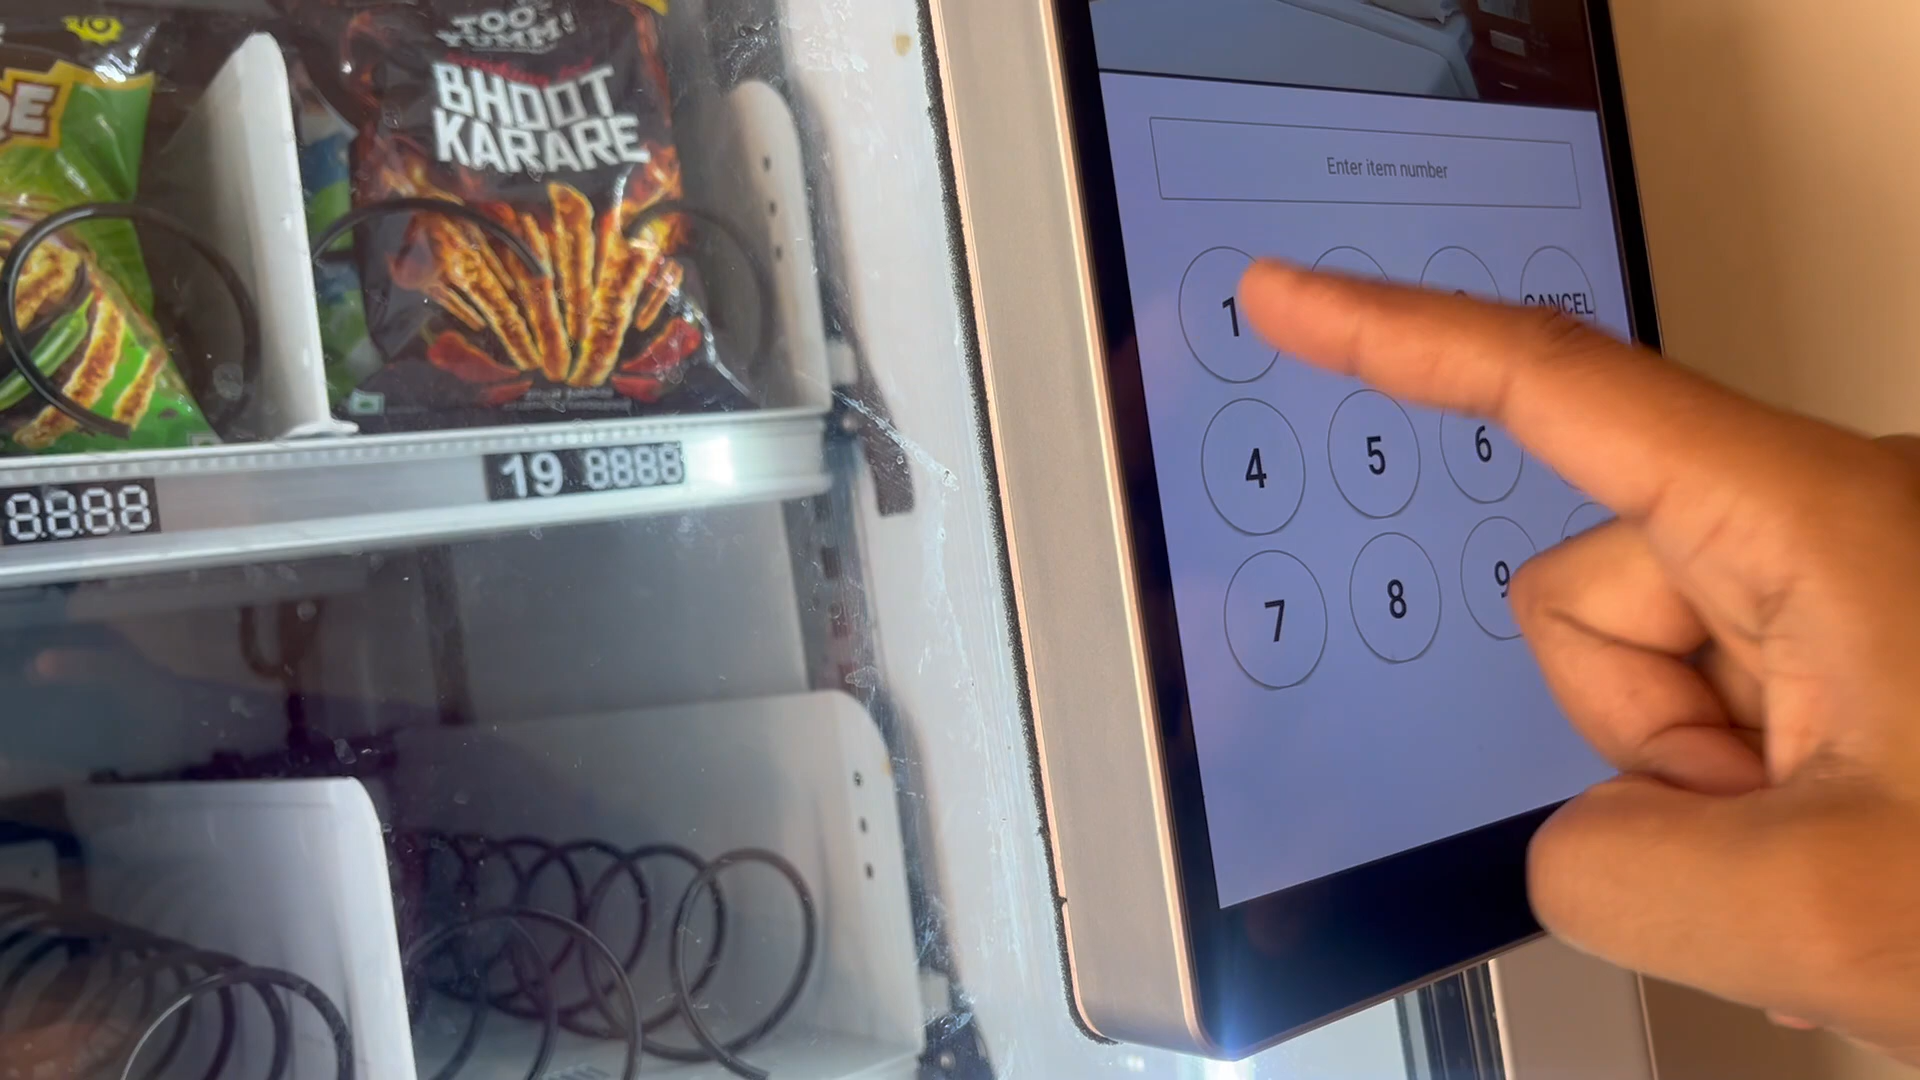 TOO YUMM!
BHOOT
KARARE
8888
19 8888
Enter item number
1
CANCEL
4 5 6
7 8 9